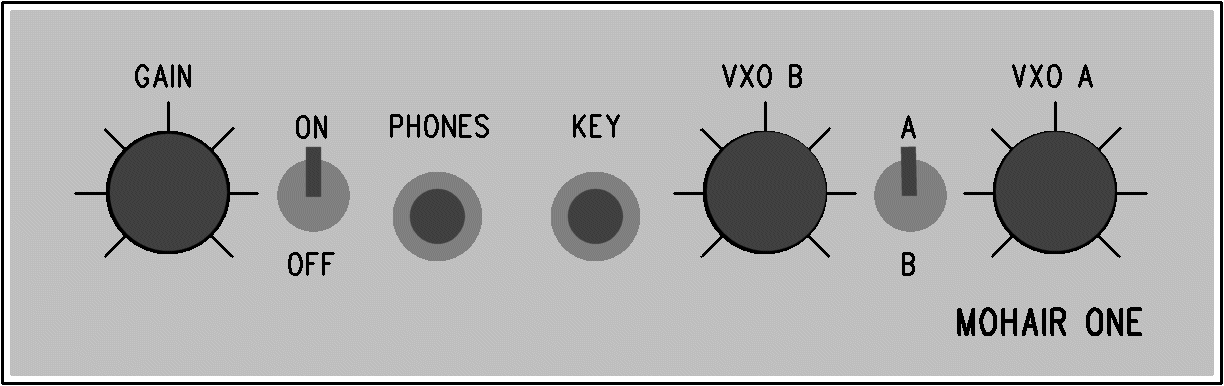 GAIN
ON
OFF
PHONES
KEY
VXO B
A
B
VXO A
MOHAIR ONE